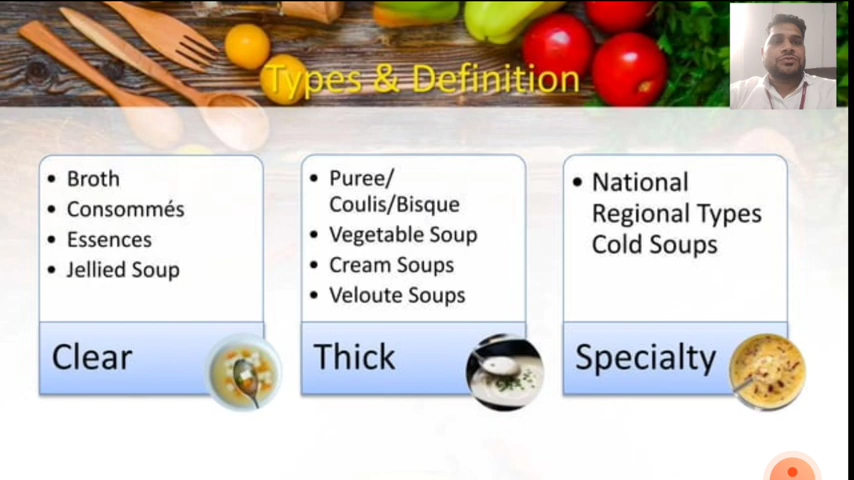 Types & Definition
• Broth
• Consommés
• Essences
• Jellied Soup
Clear
• Puree/
Coulis/Bisque
• Vegetable Soup
• Cream Soups
• Veloute Soups
Thick
• National
Regional Types
Cold Soups
Specialty